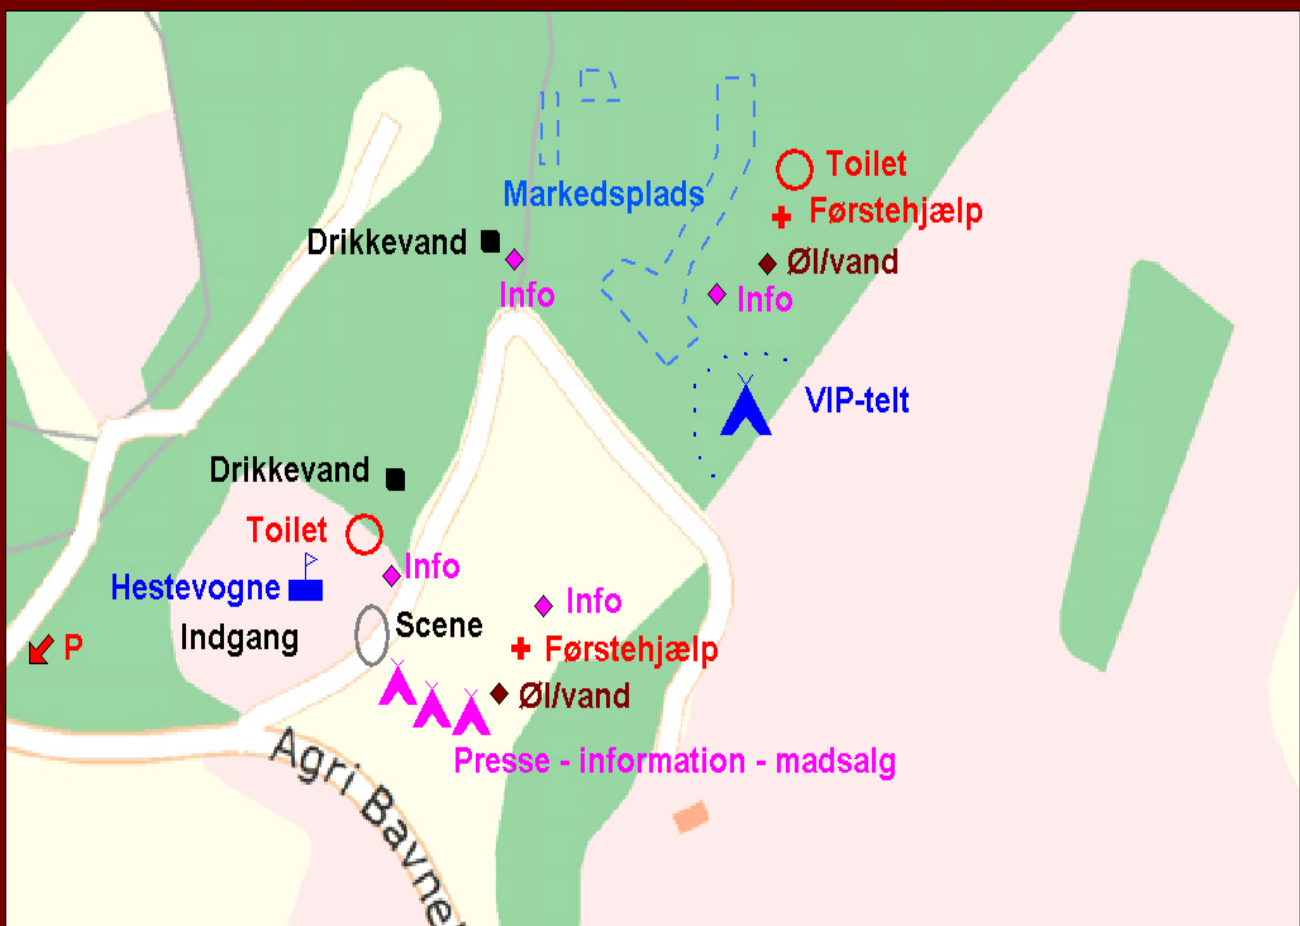 Toilet
Markedsplads
Førstehjælp
Drikkevand
Øl/vand
Info
Info
VIP-telt
Drikkevand
Toilet
Info
Hestevogne
Info
Scene
Indgang
P
Førstehjælp
Øl/vand
Presse - information - madsalg
Agri Bavne